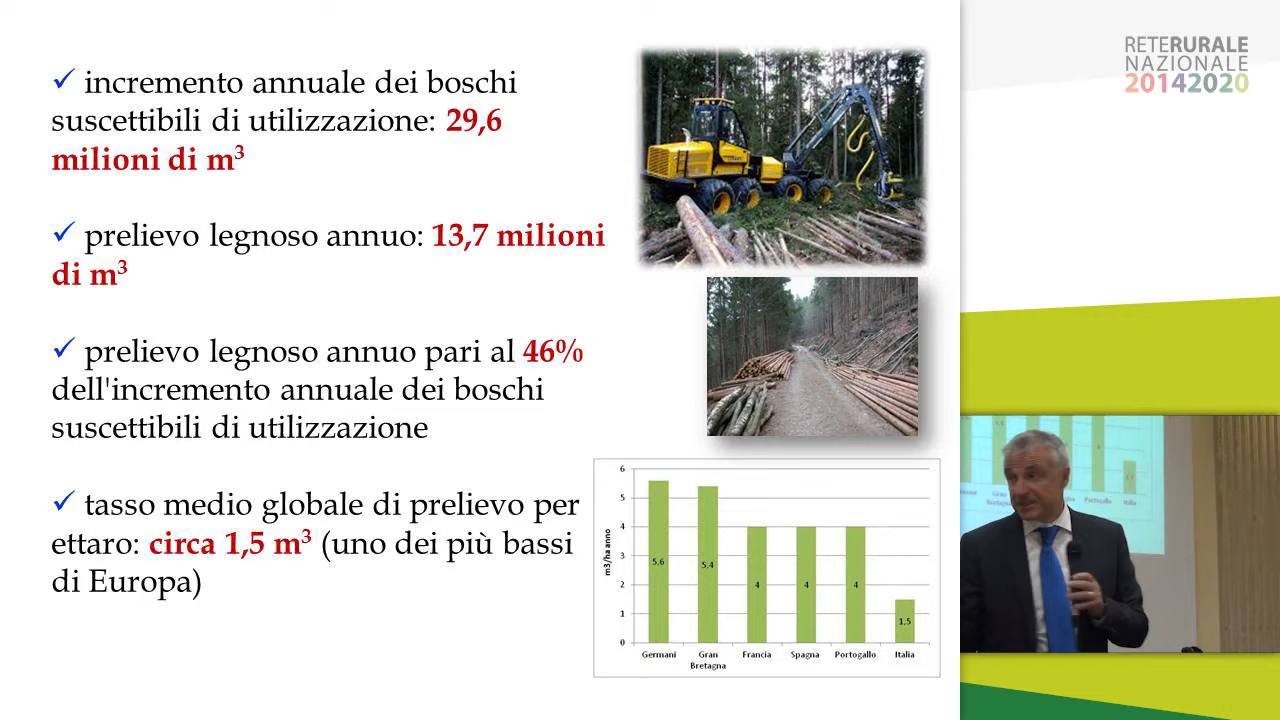 ✓ incremento annuale dei boschi
suscettibili di utilizzazione: 29,6
milioni di m³
✓ prelievo legnoso annuo: 13,7 milioni
di m³
✓ prelievo legnoso annuo pari al 46%
dell'incremento annuale dei boschi
suscettibili di utilizzazione
✓ tasso medio globale di prelievo per
ettaro: circa 1,5 m³ (uno dei più bassi
di Europa)
m3/ha anno
6
5
4
3
2
1
0
5,6
5,4
4
4
4
1,5
Germani
Gran Bretagna
Francia
Spagna
Portogallo
Italia
RETERURALE
NAZIONALE
20142020
Portogallo
Italia